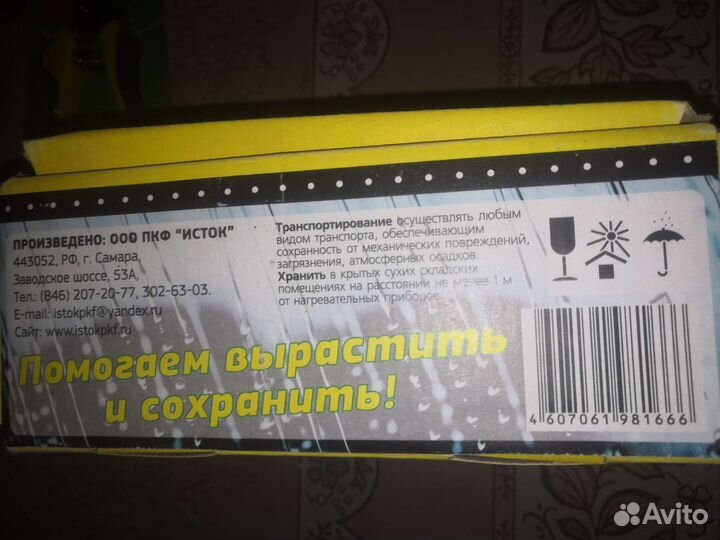 ПРОИЗВЕДЕНО: ООО ПКФ "ИСТОК"
443052, РФ, г. Самара,
Заводское шоссе, 53А,
Тел.: (846) 207-20-77, 302-63-03.
E-mail: istokpkf@yandex.ru
Сайт: www.istokpkf.ru
Транспортирование осуществлять любым
видом транспорта, обеспечивающим
сохранность от механических повреждений,
загрязнения, атмосферных осадков.
Хранить в крытых сухих складских
помещениях на расстоянии не менее 1 м
от нагревательных приборов.
Помогаем вырастить
и сохранить!
4 607061 981666
Avito